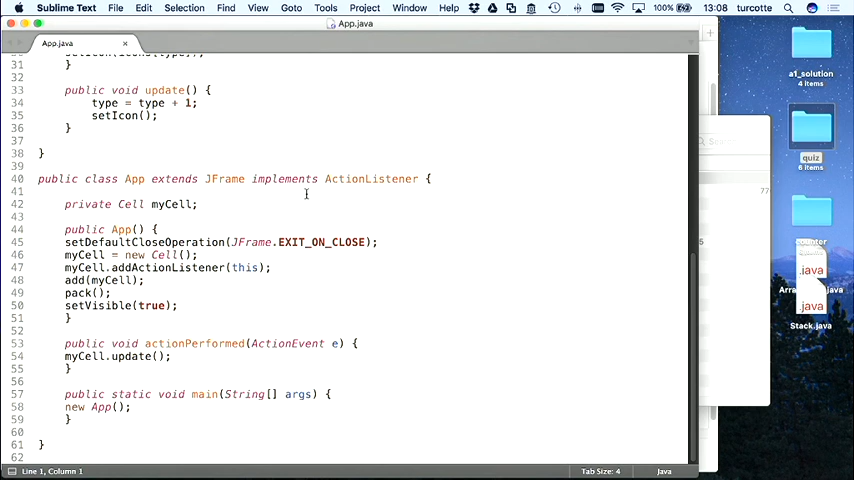 Sublime Text File Edit Selection Find View Goto Tools Project Window Help 100% 13:08 turcotte
App.java
App.java
31 }
32
33 public void update() {
34 type = type + 1;
35 setIcon();
36 }
37
38 }
39
40 public class App extends JFrame implements ActionListener {
41
42 private Cell myCell;
43
44 public App() {
45 setDefaultCloseOperation(JFrame.EXIT_ON_CLOSE);
46 myCell = new Cell();
47 myCell.addActionListener(this);
48 add(myCell);
49 pack();
50 setVisible(true);
51 }
52
53 public void actionPerformed(ActionEvent e) {
54 myCell.update();
55 }
56
57 public static void main(String[] args) {
58 new App();
59 }
60
61 }
62
Line 1, Column 1 Tab Size: 4 Java
a1_solution
4 items
quiz
6 items
counter
.java
.java
Stack.java